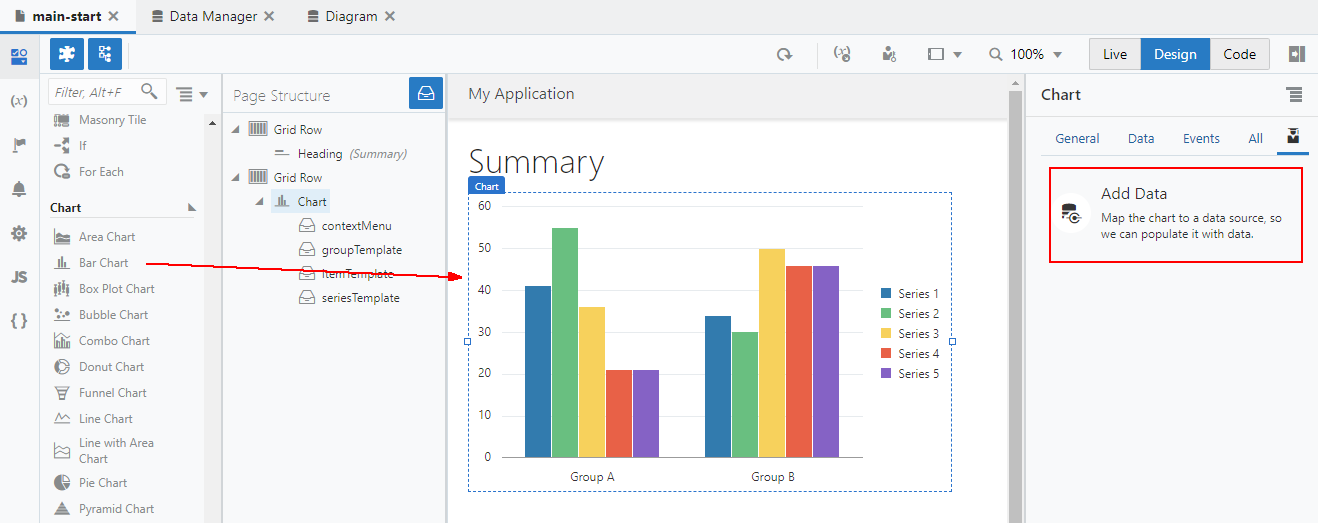 main-start
Data Manager
Diagram
100%
Live
Design
Code
Filter, Alt+F
Masonry Tile
If
For Each
Chart
Area Chart
Bar Chart
Box Plot Chart
Bubble Chart
Combo Chart
Donut Chart
Funnel Chart
Line Chart
Line with Area
Chart
Pie Chart
Pyramid Chart
(x)
JS
{ }
Page Structure
Grid Row
Heading (Summary)
Grid Row
Chart
contextMenu
groupTemplate
itemTemplate
seriesTemplate
My Application
Summary
Chart
60
50
40
30
20
10
0
Group A
Group B
Series 1
Series 2
Series 3
Series 4
Series 5
Chart
General
Data
Events
All
Add Data
Map the chart to a data source, so
we can populate it with data.